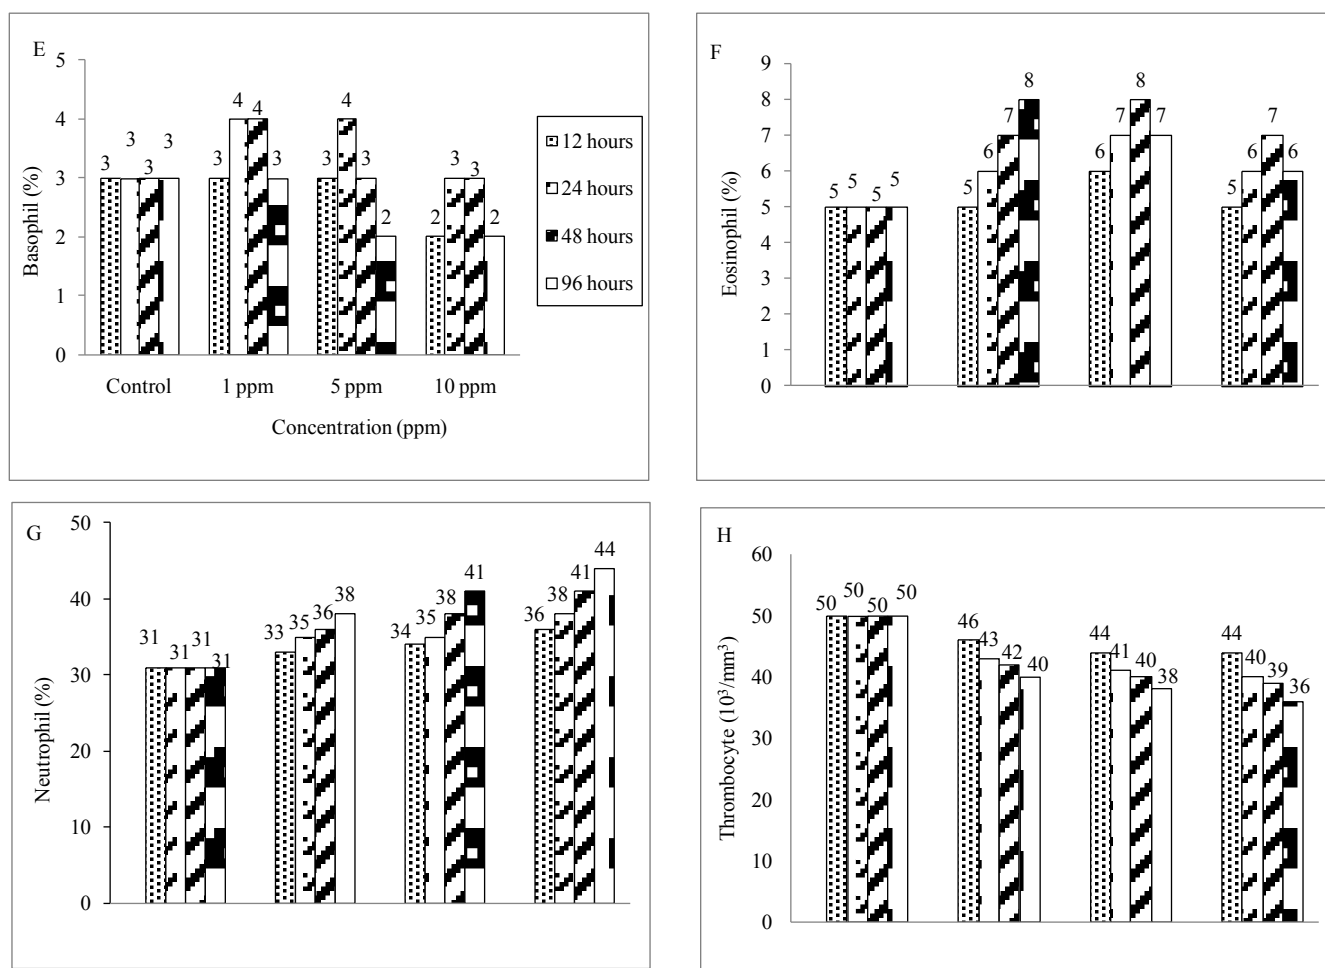 E
Basophil (%)
5
4
3
2
1
0
3 3 3 3
3 4 4 3
3 4 3 2
2 3 3 2
Control 1 ppm 5 ppm 10 ppm
Concentration (ppm)
12 hours
24 hours
48 hours
96 hours
F
Eosinophil (%)
9
8
7
6
5
4
3
2
1
0
5 5 5 5
5 6 7 8
6 7 8 7
5 6 7 6
G
Neutrophil (%)
50
40
30
20
10
0
31 31 31 31
33 35 36 38
34 35 38 41
36 38 41 44
H
Thrombocyte (10³/mm³)
60
50
40
30
20
10
0
50 50 50 50
46 43 42 40
44 41 40 38
44 40 39 36